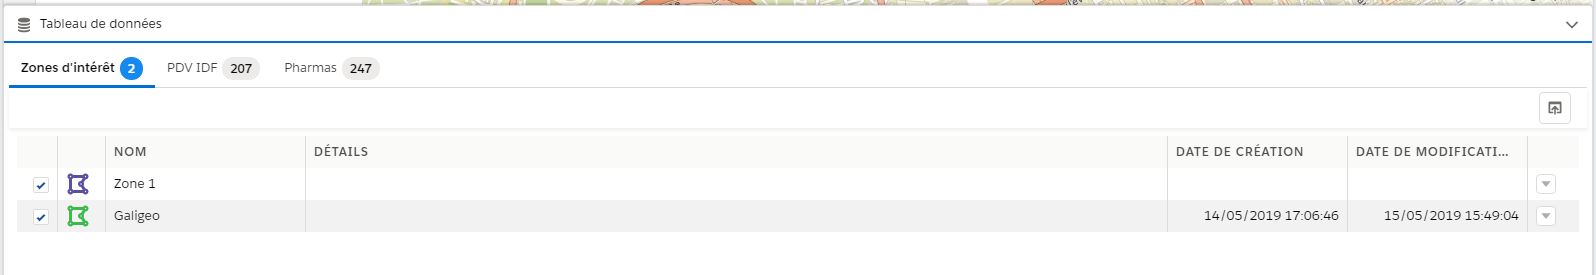 Tableau de données
Zones d'intérêt 2 PDV IDF 207 Pharmas 247
NOM DÉTAILS DATE DE CRÉATION DATE DE MODIFICATI...
Zone 1
Galigeo 14/05/2019 17:06:46 15/05/2019 15:49:04